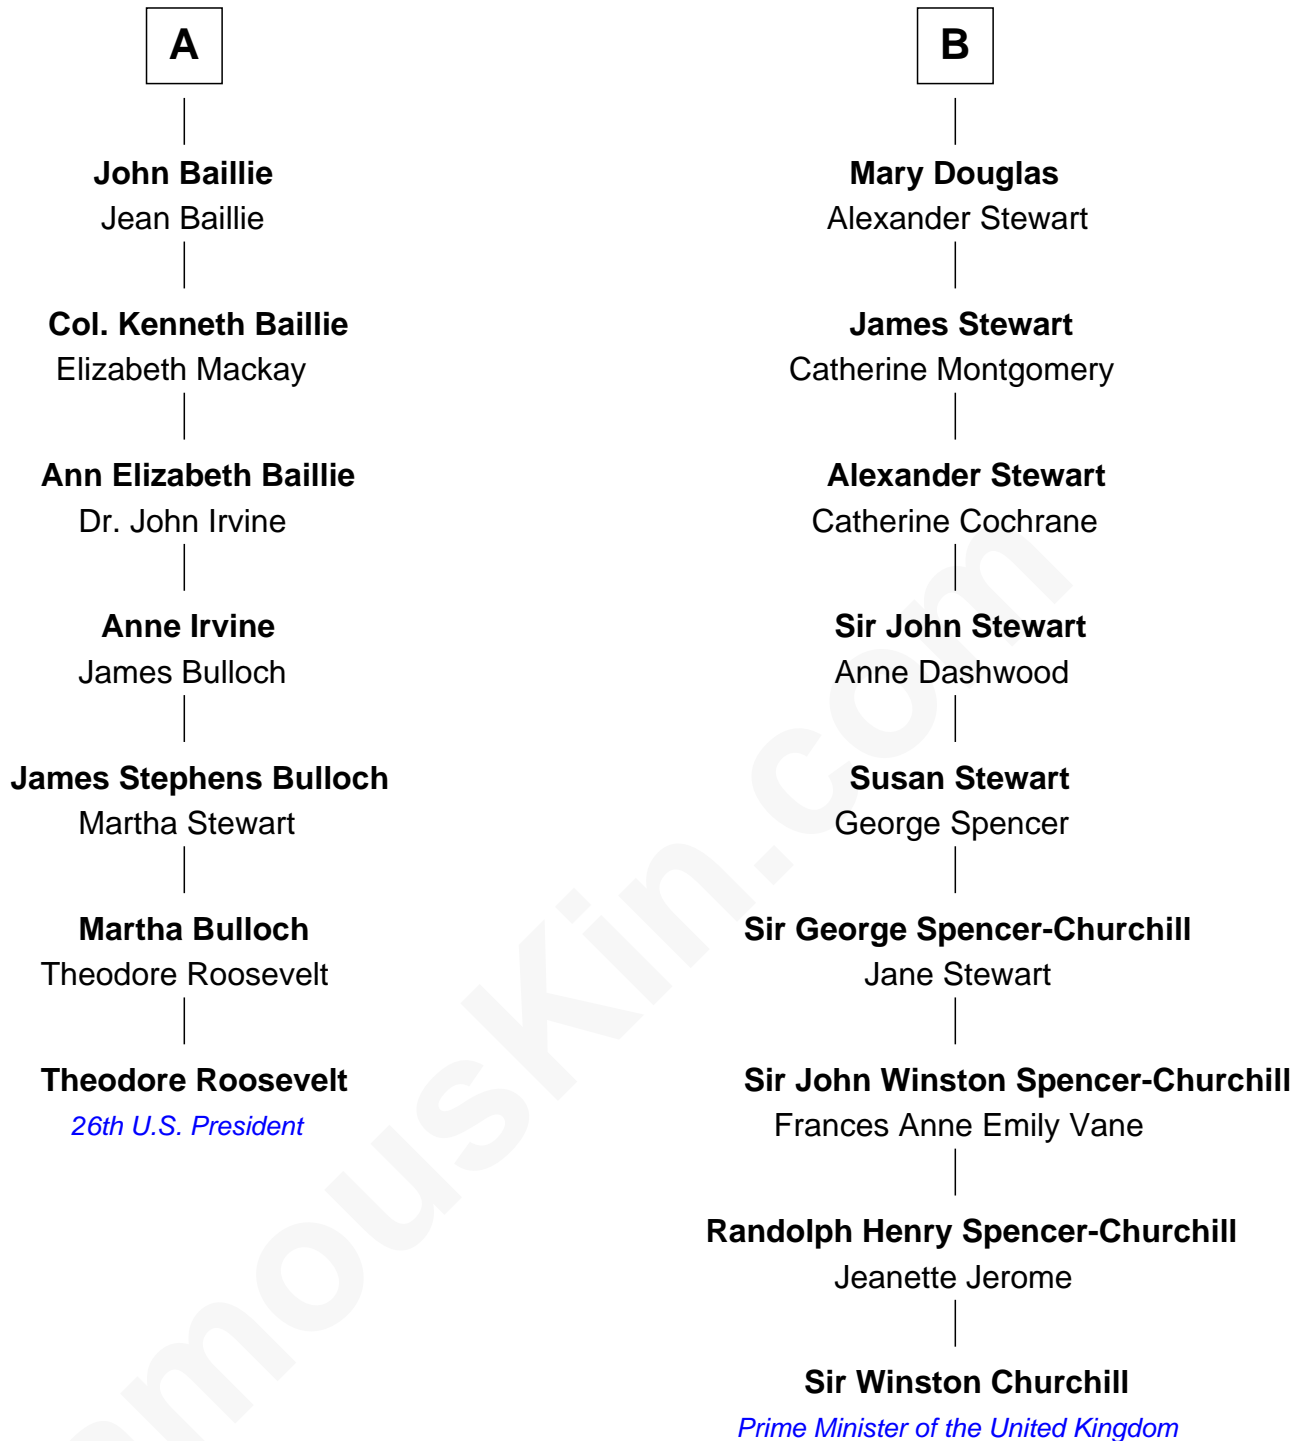 A
John Baillie
Jean Baillie
Col. Kenneth Baillie
Elizabeth Mackay
Ann Elizabeth Baillie
Dr. John Irvine
Anne Irvine
James Bulloch
James Stephens Bulloch
Martha Stewart
Martha Bulloch
Theodore Roosevelt
Theodore Roosevelt
26th U.S. President
B
Mary Douglas
Alexander Stewart
James Stewart
Catherine Montgomery
Alexander Stewart
Catherine Cochrane
Sir John Stewart
Anne Dashwood
Susan Stewart
George Spencer
Sir George Spencer-Churchill
Jane Stewart
Sir John Winston Spencer-Churchill
Frances Anne Emily Vane
Randolph Henry Spencer-Churchill
Jeanette Jerome
Sir Winston Churchill
Prime Minister of the United Kingdom
amouskin.com